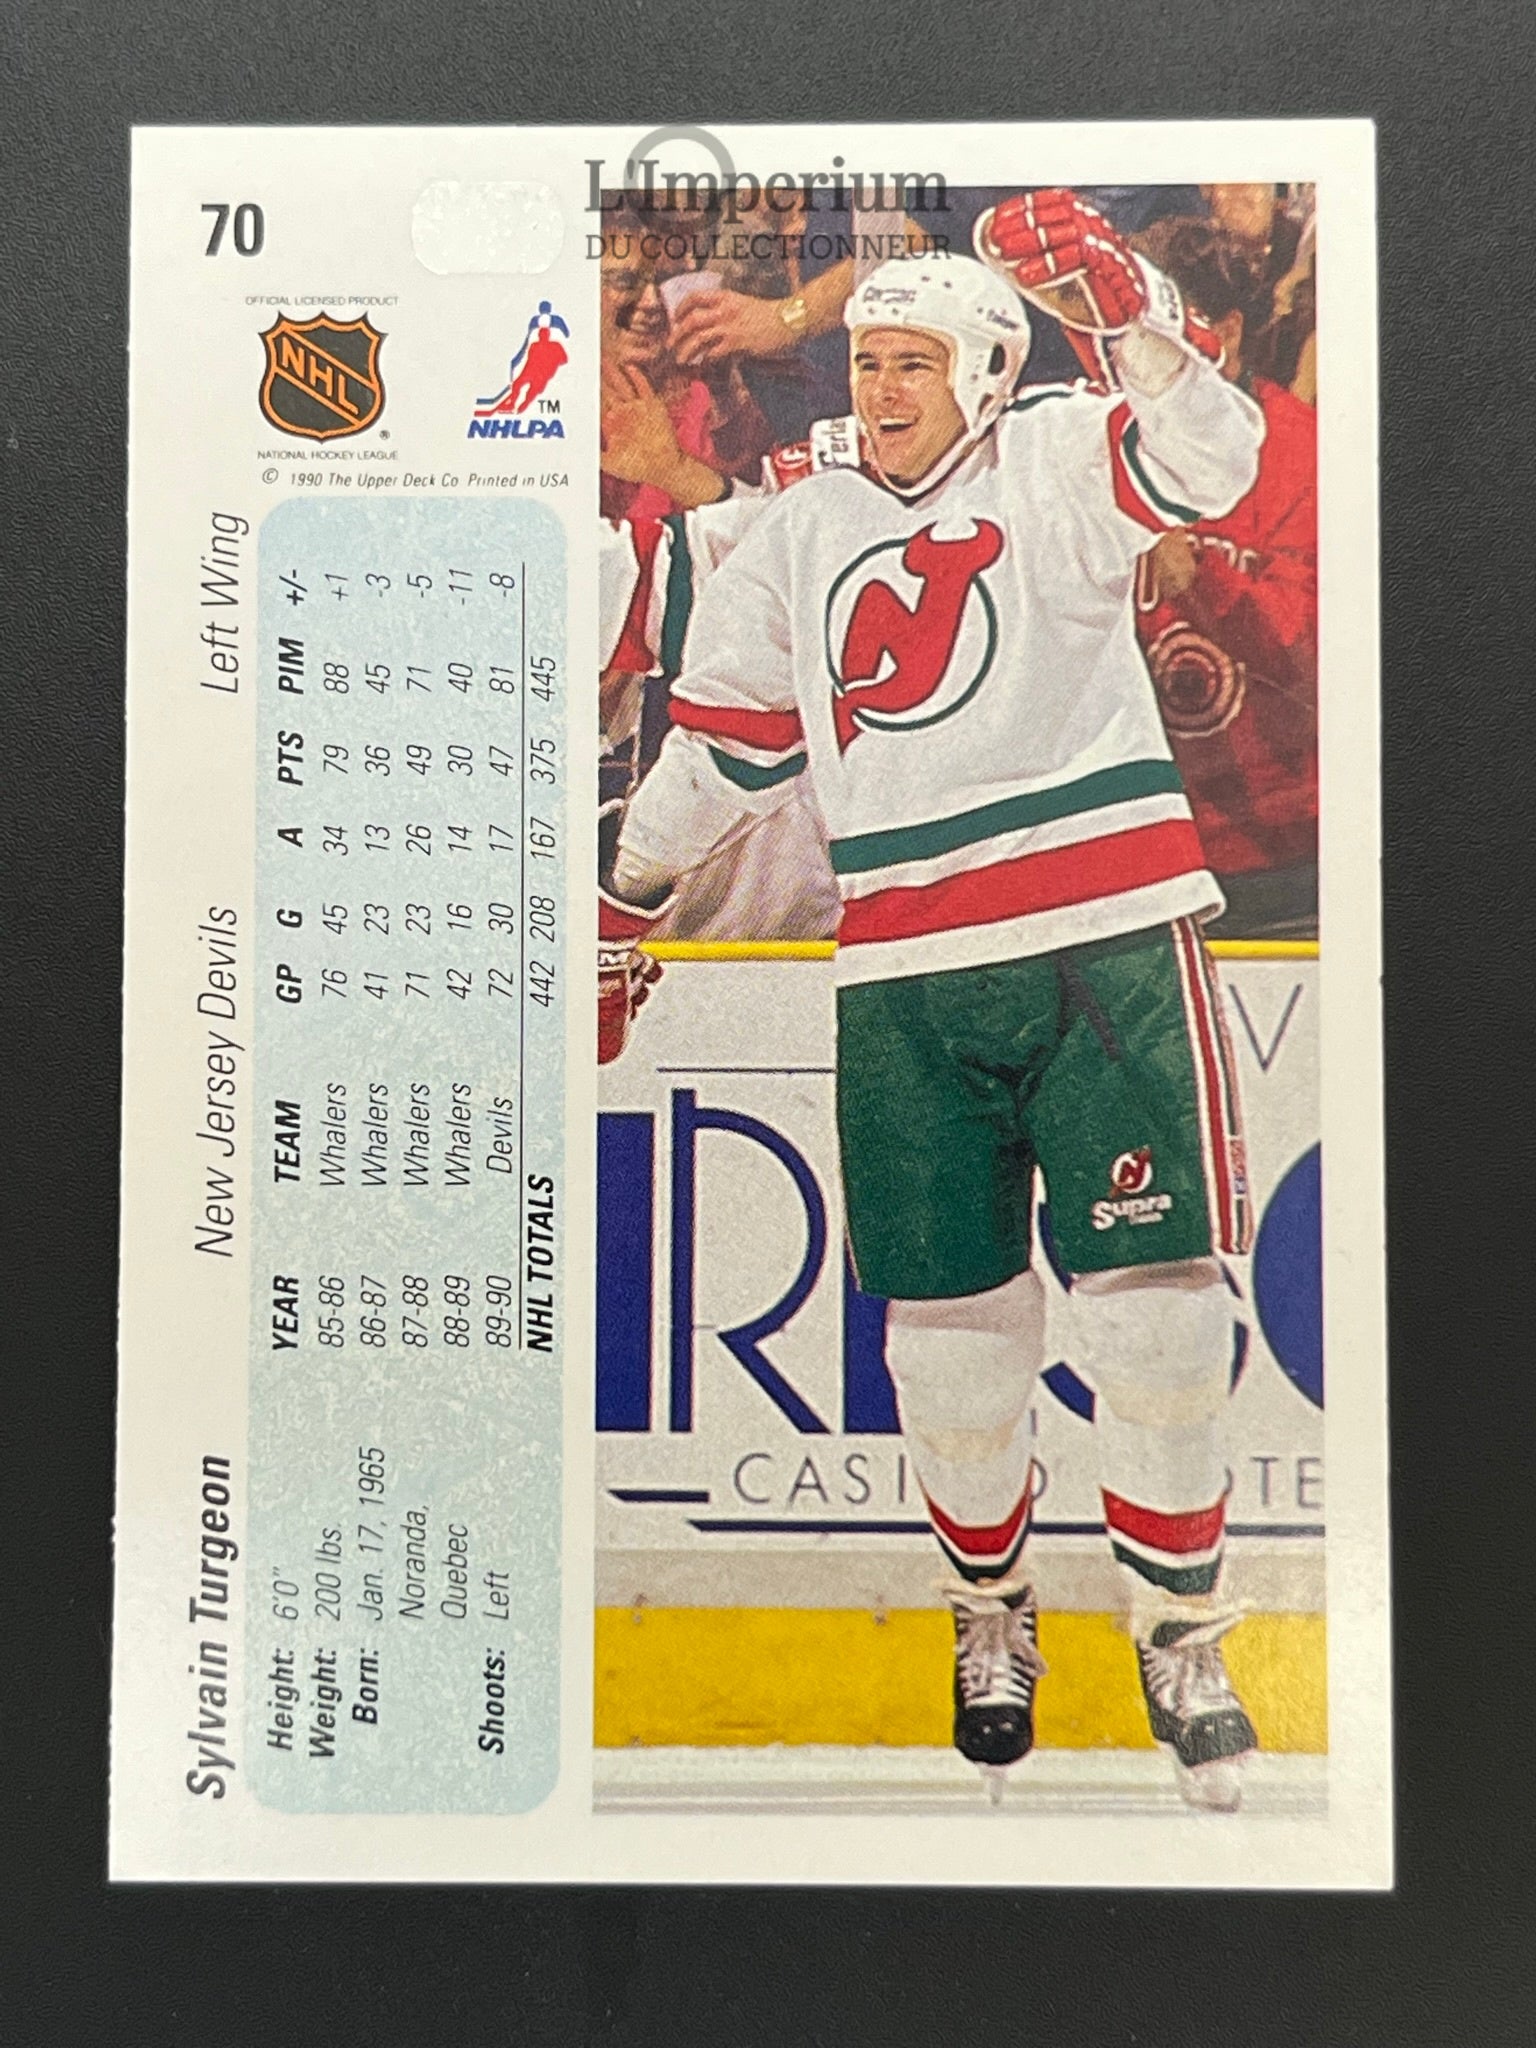 L'Imperium
DU COLLECTIONNEUR
70
OFFICIAL LICENSED PRODUCT
NHL
®
NATIONAL HOCKEY LEAGUE
TM
NHLPA
© 1990 The Upper Deck Co. Printed in USA
Sylvain Turgeon New Jersey Devils Left Wing
Height: 6'0"
Weight: 200 lbs.
Born: Jan. 17, 1965
Noranda,
Quebec
Shoots: Left
YEAR TEAM GP G A PTS PIM +/-
85-86 Whalers 76 45 34 79 88 +1
86-87 Whalers 41 23 13 36 45 -3
87-88 Whalers 71 23 26 49 71 -5
88-89 Whalers 42 16 14 30 40 -11
89-90 Devils 72 30 17 47 81 -8
NHL TOTALS 442 208 167 375 445
NJ
Supra
V
CASI
OTE